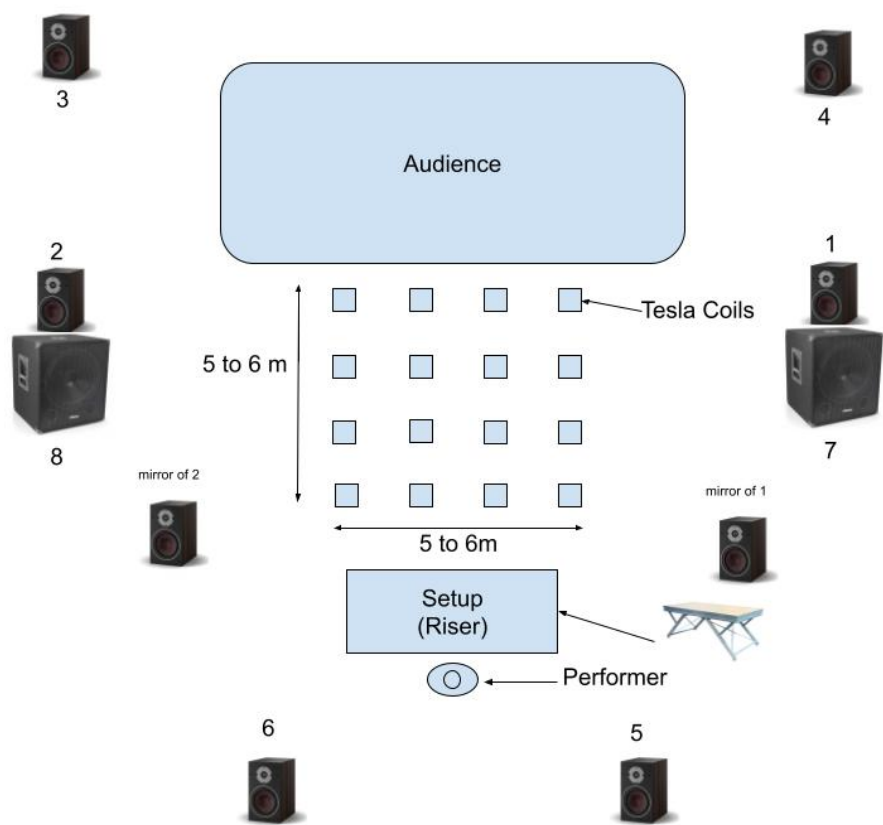 3
4
Audience
2
1
Tesla Coils
5 to 6 m
8
7
mirror of 2
mirror of 1
5 to 6m
Setup
(Riser)
Performer
6
5